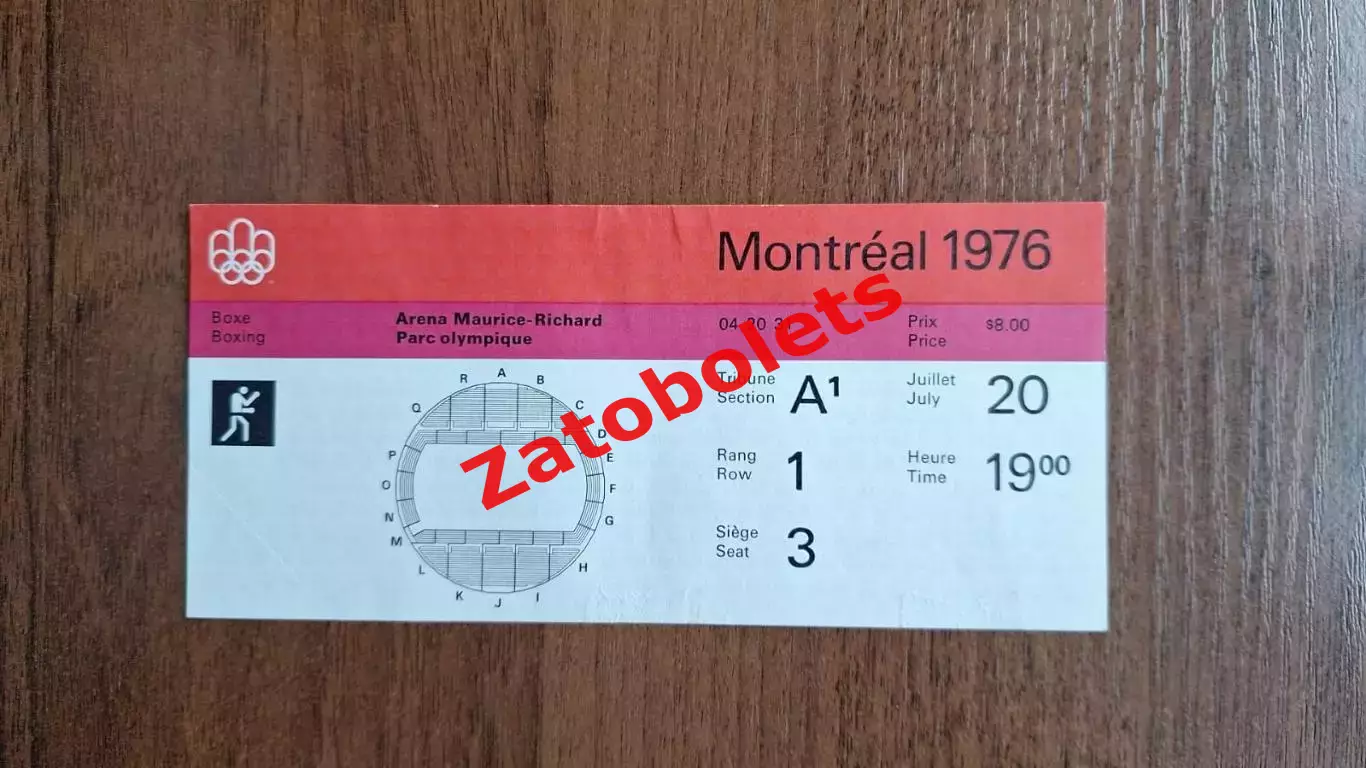 Montréal 1976
Boxe
Boxing
Arena Maurice-Richard
Parc olympique
Prix
Price
$8.00
Tribune
Section
A¹
Juillet
July
20
Rang
Row
1
Heure
Time
19⁰⁰
Siège
Seat
3
R A B
Q C
D
P E
O F
N G
M
L H
K J I
Zatobolets